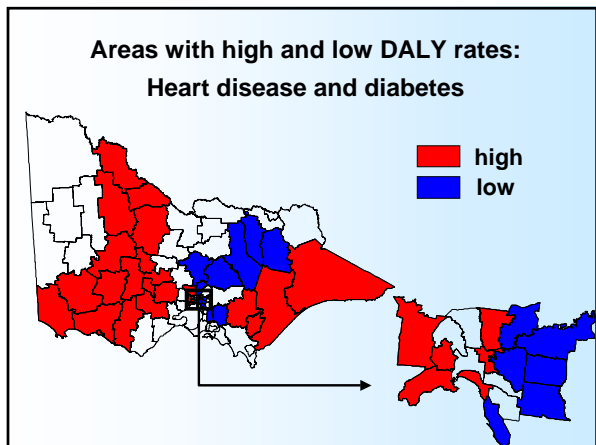 Areas with high and low DALY rates:
Heart disease and diabetes
high
low